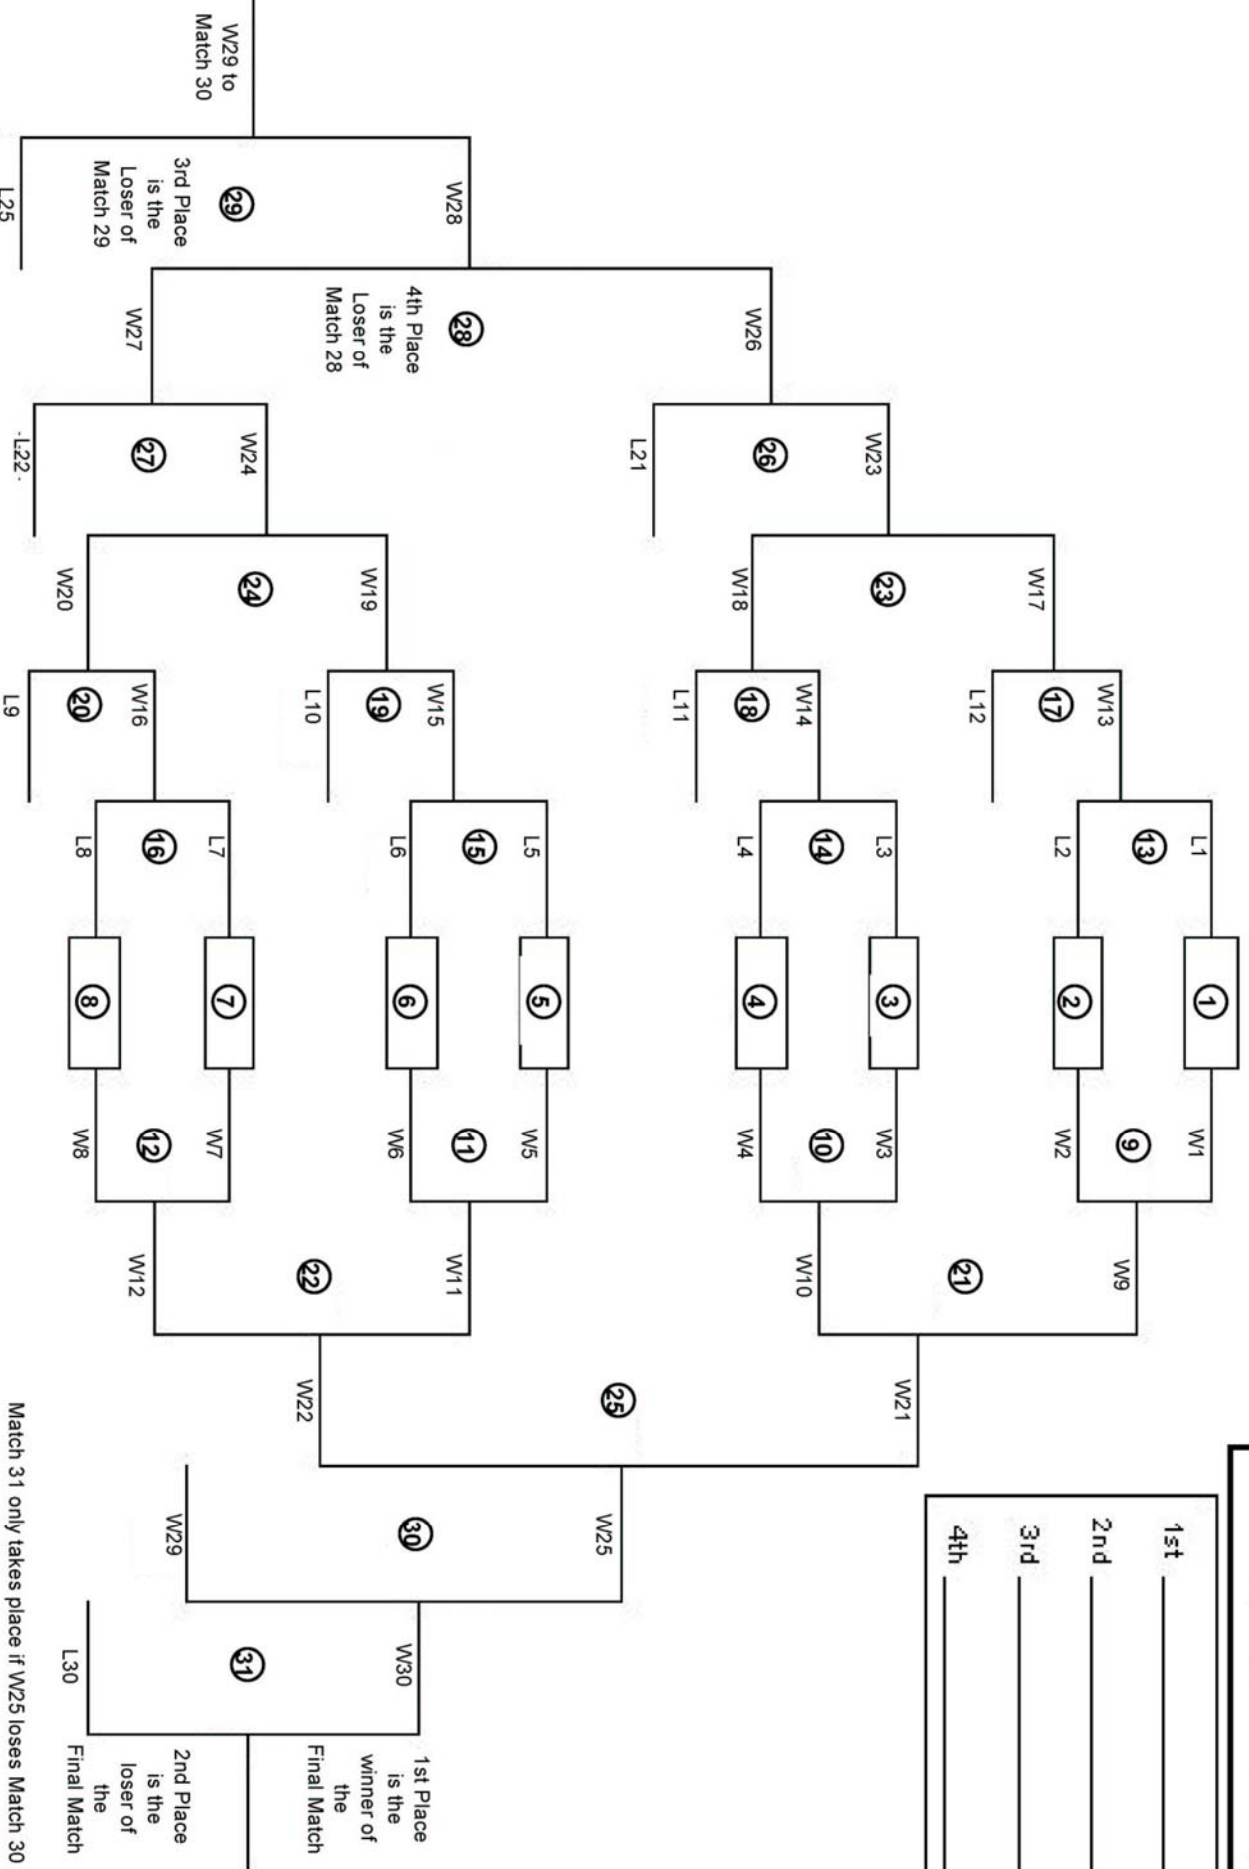 L1
1
W1
1st
13
9
W9
W13
2nd
L2
2
W2
17
W17
3rd
L12
21
4th
W21
L3
3
W3
23
W23
14
10
W14
W10
26
W26
18
L4
4
W4
W18
L11
L21
25
W25
L5
5
W5
15
11
28
W28
W11
W15
4th Place
is the
Loser of
Match 28
30
W30
1st Place
is the
winner of
the
Final Match
L6
6
W6
19
W19
L10
22
W22
24
W24
31
29
W29 to
Match 30
3rd Place
is the
Loser of
Match 29
L7
7
W7
2nd Place
is the
loser of
the
Final Match
W29
16
12
27
W16
W12
W27
20
L8
8
W8
W20
L30
L22
L9
L25
Match 31 only takes place if W25 loses Match 30